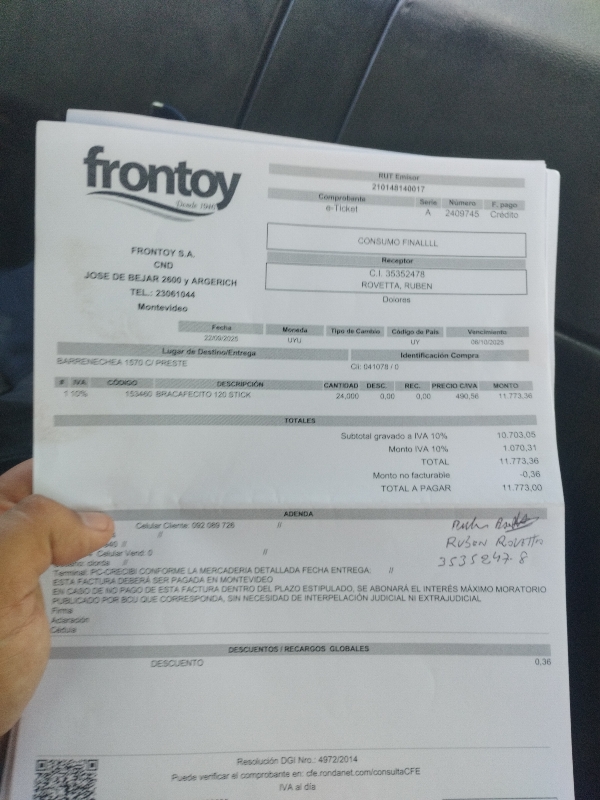 frontoy
Desde 1946
RUT Emisor
210148140017
Comprobante Serie Numero F. pago
e-Ticket A 2409745 Crédito
CONSUMO FINALLLL
Receptor
C.I. 35352478
ROVETTA, RUBEN
Dolores
FRONTOY S.A.
CND
JOSE DE BEJAR 2600 y ARGERICH
TEL.: 23061044
Montevideo
Fecha Moneda Tipo de Cambio Código de País Vencimiento
22/09/2025 UYU UY 06/10/2025
Lugar de Destino/Entrega Identificación Compra
BARRENECHEA 1570 C/ PRESTE Cli: 041078 / 0
# IVA CÓDIGO DESCRIPCIÓN CANTIDAD DESC. REC. PRECIO C/IVA MONTO
1 10% 153460 BRACAFECITO 120 STICK 24,000 0,00 0,00 490,56 11.773,36
TOTALES
Subtotal gravado a IVA 10% 10.703,05
Monto IVA 10% 1.070,31
TOTAL 11.773,36
Monto no facturable -0,36
TOTAL A PAGAR 11.773,00
ADENDA
Celular Cliente: 092 089 726 //
Celular Vend: 0 //
RUBEN ROVETTA
35352478
Terminal: PC-CRECIBI CONFORME LA MERCADERIA DETALLADA FECHA ENTREGA: //
ESTA FACTURA DEBERÁ SER PAGADA EN MONTEVIDEO
EN CASO DE NO PAGO DE ESTA FACTURA DENTRO DEL PLAZO ESTIPULADO, SE ABONARÁ EL INTERÉS MÁXIMO MORATORIO
PUBLICADO POR BCU QUE CORRESPONDA, SIN NECESIDAD DE INTERPELACIÓN JUDICIAL NI EXTRAJUDICIAL
Firma
Aclaración
Cédula
DESCUENTOS / RECARGOS GLOBALES
DESCUENTO 0,36
Resolución DGI Nro.: 4972/2014
Puede verificar el comprobante en: cfe.rondanet.com/consultaCFE
IVA al día